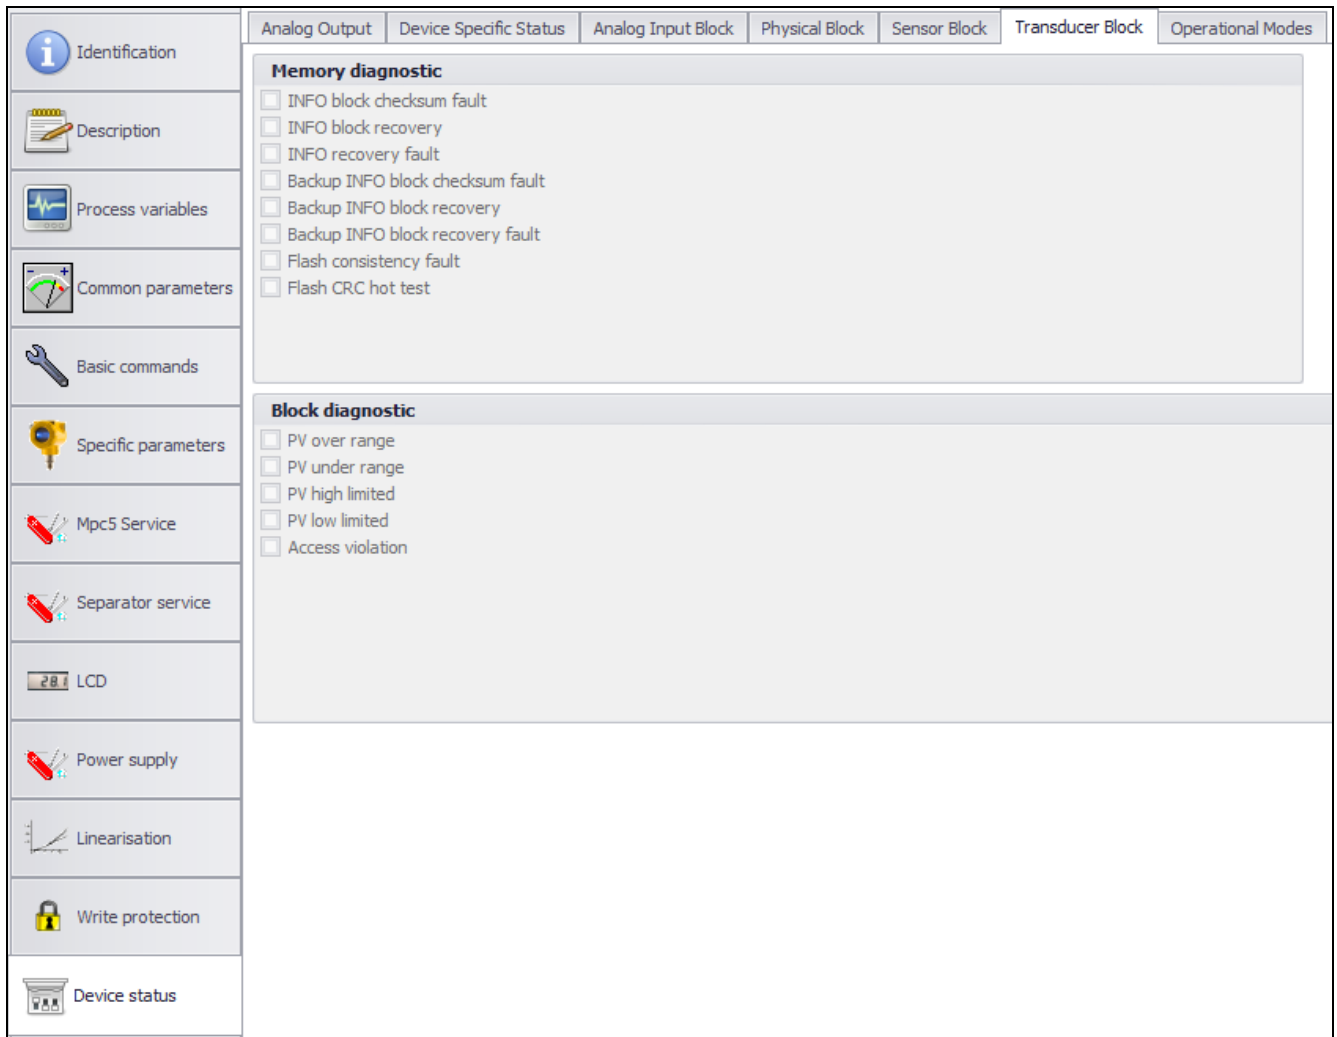 Identification
Description
Process variables
Common parameters
Basic commands
Specific parameters
Mpc5 Service
Separator service
28.1 LCD
Power supply
Linearisation
Write protection
Device status
Analog Output Device Specific Status Analog Input Block Physical Block Sensor Block Transducer Block Operational Modes
Memory diagnostic
INFO block checksum fault
INFO block recovery
INFO recovery fault
Backup INFO block checksum fault
Backup INFO block recovery
Backup INFO block recovery fault
Flash consistency fault
Flash CRC hot test
Block diagnostic
PV over range
PV under range
PV high limited
PV low limited
Access violation